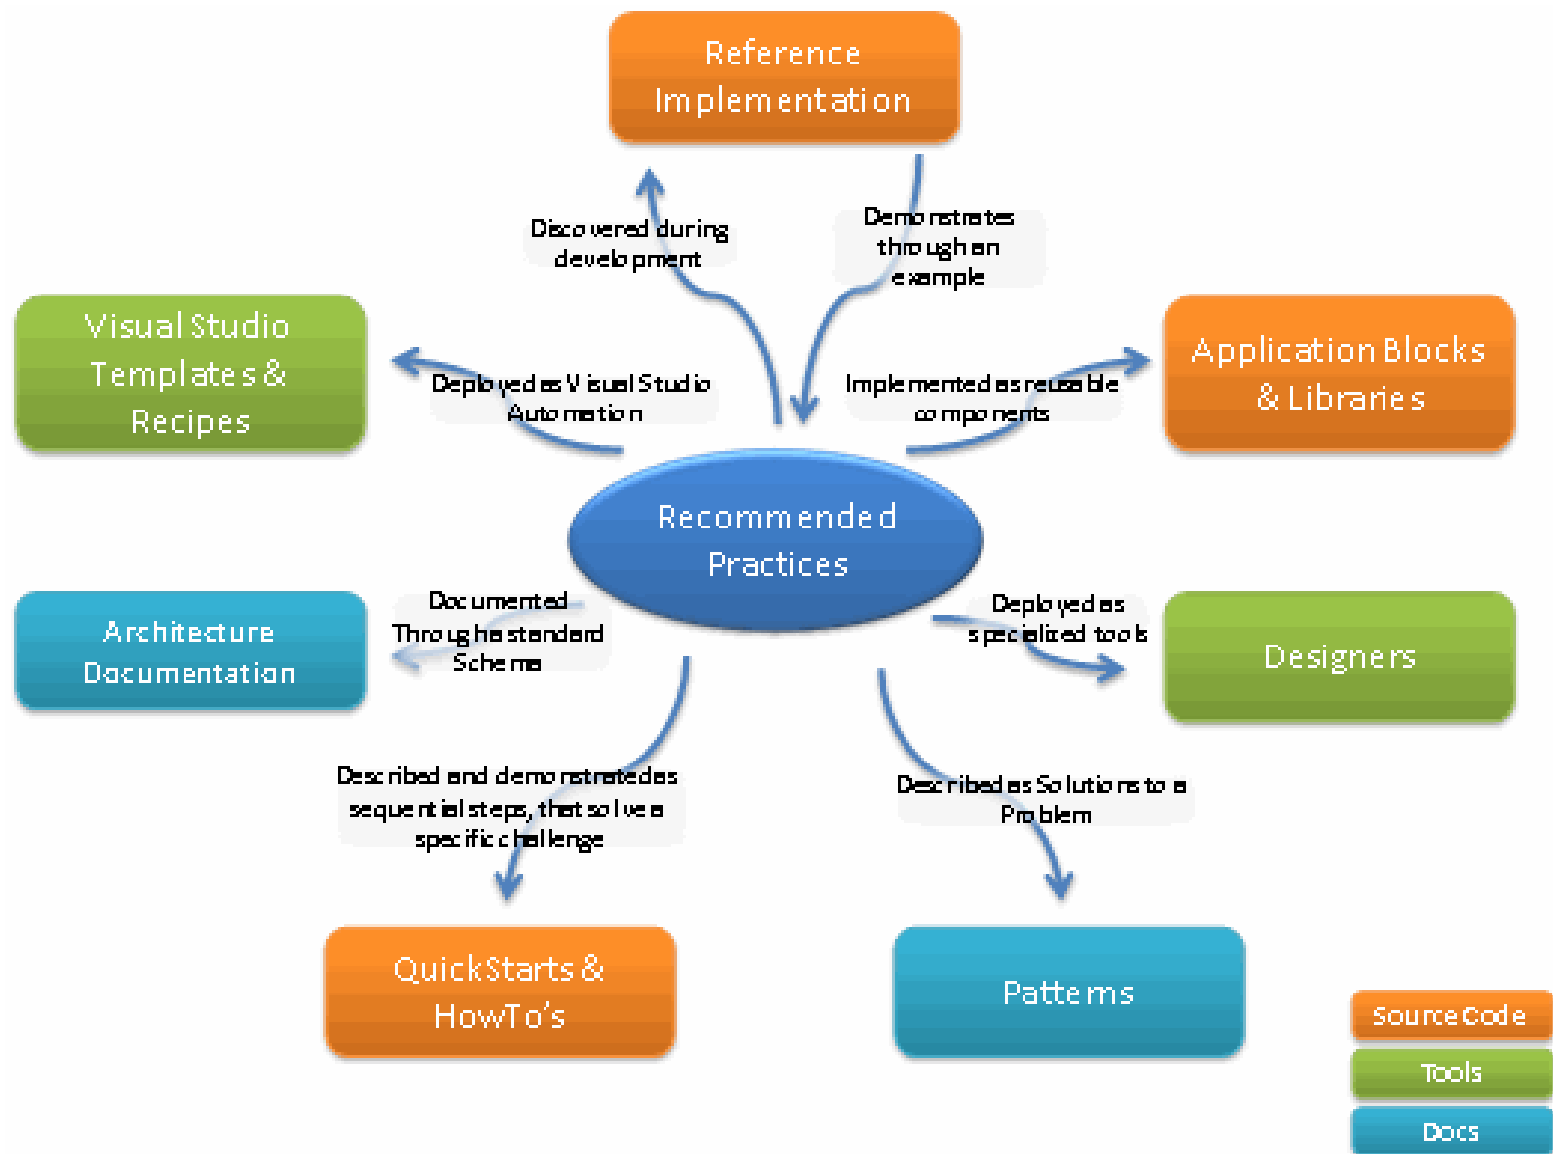 Reference
Implementation
Discovered during
development
Demonstrates
through an
example
Visual Studio
Templates &
Recipes
Deployed as Visual Studio
Automation
Implemented as reusable
components
Application Blocks
& Libraries
Recommended
Practices
Architecture
Documentation
Documented
Through a standard
Schema
Deployed as
specialized tools
Designers
Described and demonstrated as
sequential steps, that solve a
specific challenge
Described as Solutions to a
Problem
QuickStarts &
HowTo's
Patterns
Source Code
Tools
Docs